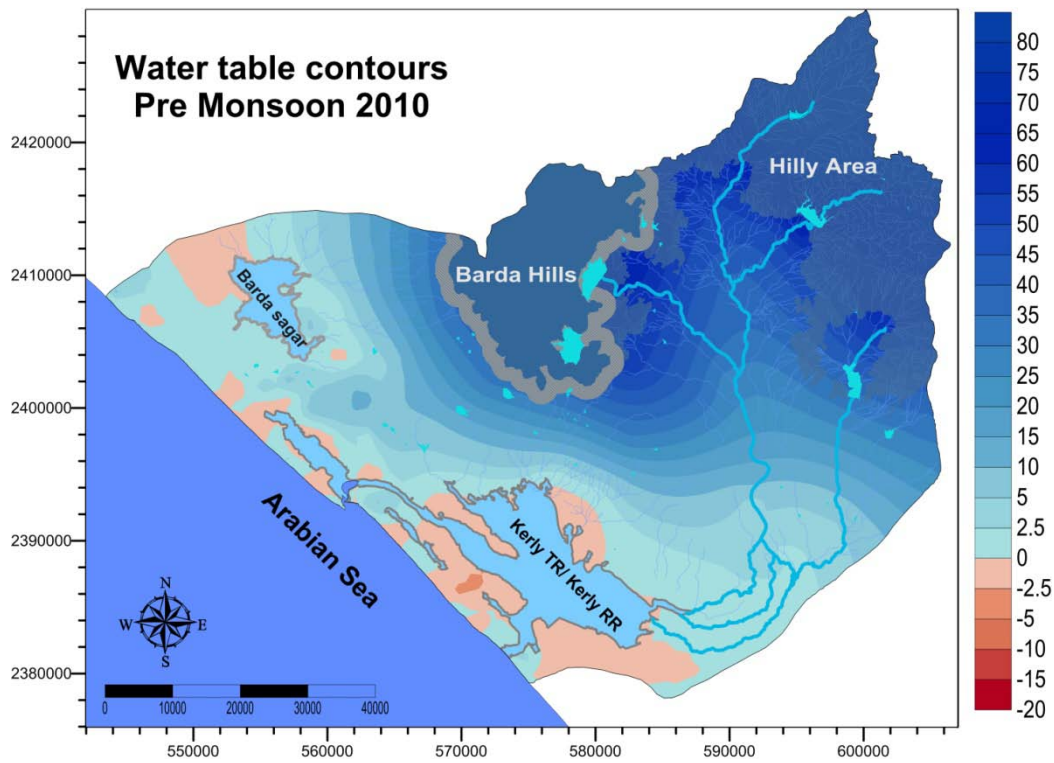 Water table contours
Pre Monsoon 2010
Hilly Area
Barda Hills
Barda sagar
Kerly TR/ Kerly RR
Arabian Sea
N
W E
S
0 10000 20000 30000 40000
2420000
2410000
2400000
2390000
2380000
550000 560000 570000 580000 590000 600000
80
70
65
60
55
50
45
40
35
30
25
20
15
10
5
2.5
0
-2.5
-5
-10
-15
-20